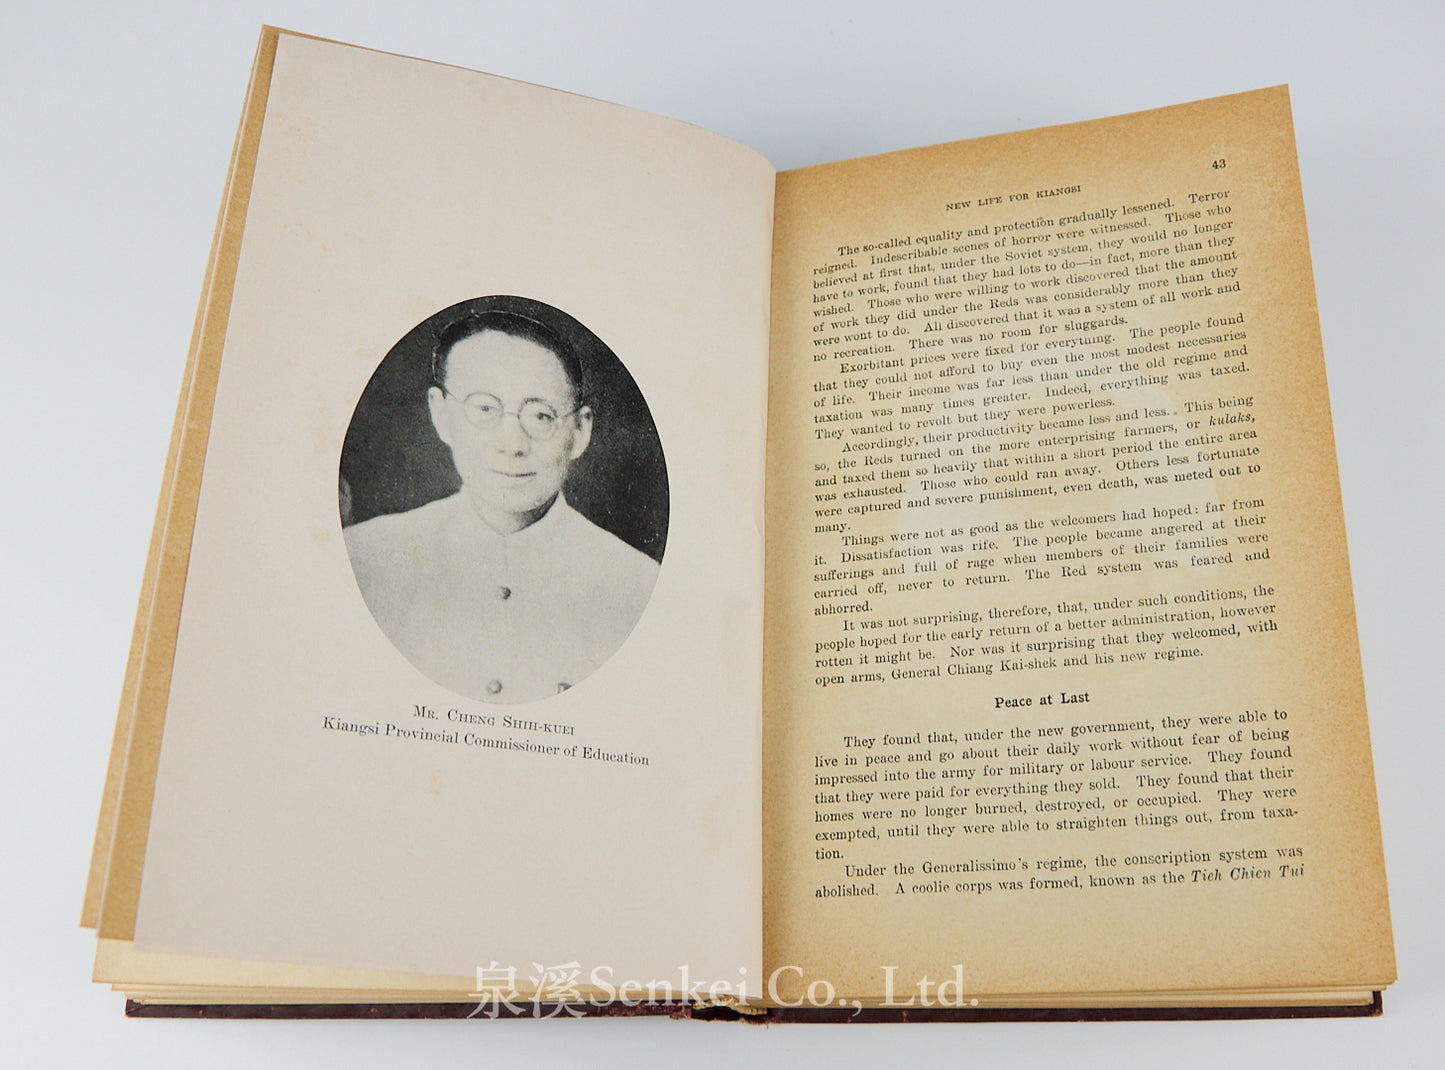 MR. CHENG SHIH-KUEI
Kiangsi Provincial Commissioner of Education
43
NEW LIFE FOR KIANGSI
The so-called equality and protection gradually lessened. Terror
reigned. Indescribable scenes of horror were witnessed. Those who
believed at first that, under the Soviet system, they would no longer
have to work, found that they had lots to do—in fact, more than they
wished. Those who were willing to work discovered that the amount
of work they did under the Reds was considerably more than they
were wont to do. All discovered that it was a system of all work and
no recreation. There was no room for sluggards.
Exorbitant prices were fixed for everything. The people found
that they could not afford to buy even the most modest necessaries
of life. Their income was far less than under the old regime and
taxation was many times greater. Indeed, everything was taxed.
They wanted to revolt but they were powerless.
Accordingly, their productivity became less and less. This being
so, the Reds turned on the more enterprising farmers, or kulaks,
and taxed them so heavily that within a short period the entire area
was exhausted. Those who could ran away. Others less fortunate
were captured and severe punishment, even death, was meted out to
many.
Things were not as good as the welcomers had hoped: far from
it. Dissatisfaction was rife. The people became angered at their
sufferings and full of rage when members of their families were
carried off, never to return. The Red system was feared and
abhorred.
It was not surprising, therefore, that, under such conditions, the
people hoped for the early return of a better administration, however
rotten it might be. Nor was it surprising that they welcomed, with
open arms, General Chiang Kai-shek and his new regime.
Peace at Last
They found that, under the new government, they were able to
live in peace and go about their daily work without fear of being
impressed into the army for military or labour service. They found
that they were paid for everything they sold. They found that their
homes were no longer burned, destroyed, or occupied. They were
exempted, until they were able to straighten things out, from taxa-
tion.
Under the Generalissimo's regime, the conscription system was
abolished. A coolie corps was formed, known as the Tieh Chien Tui
泉溪Senkei Co., Ltd.